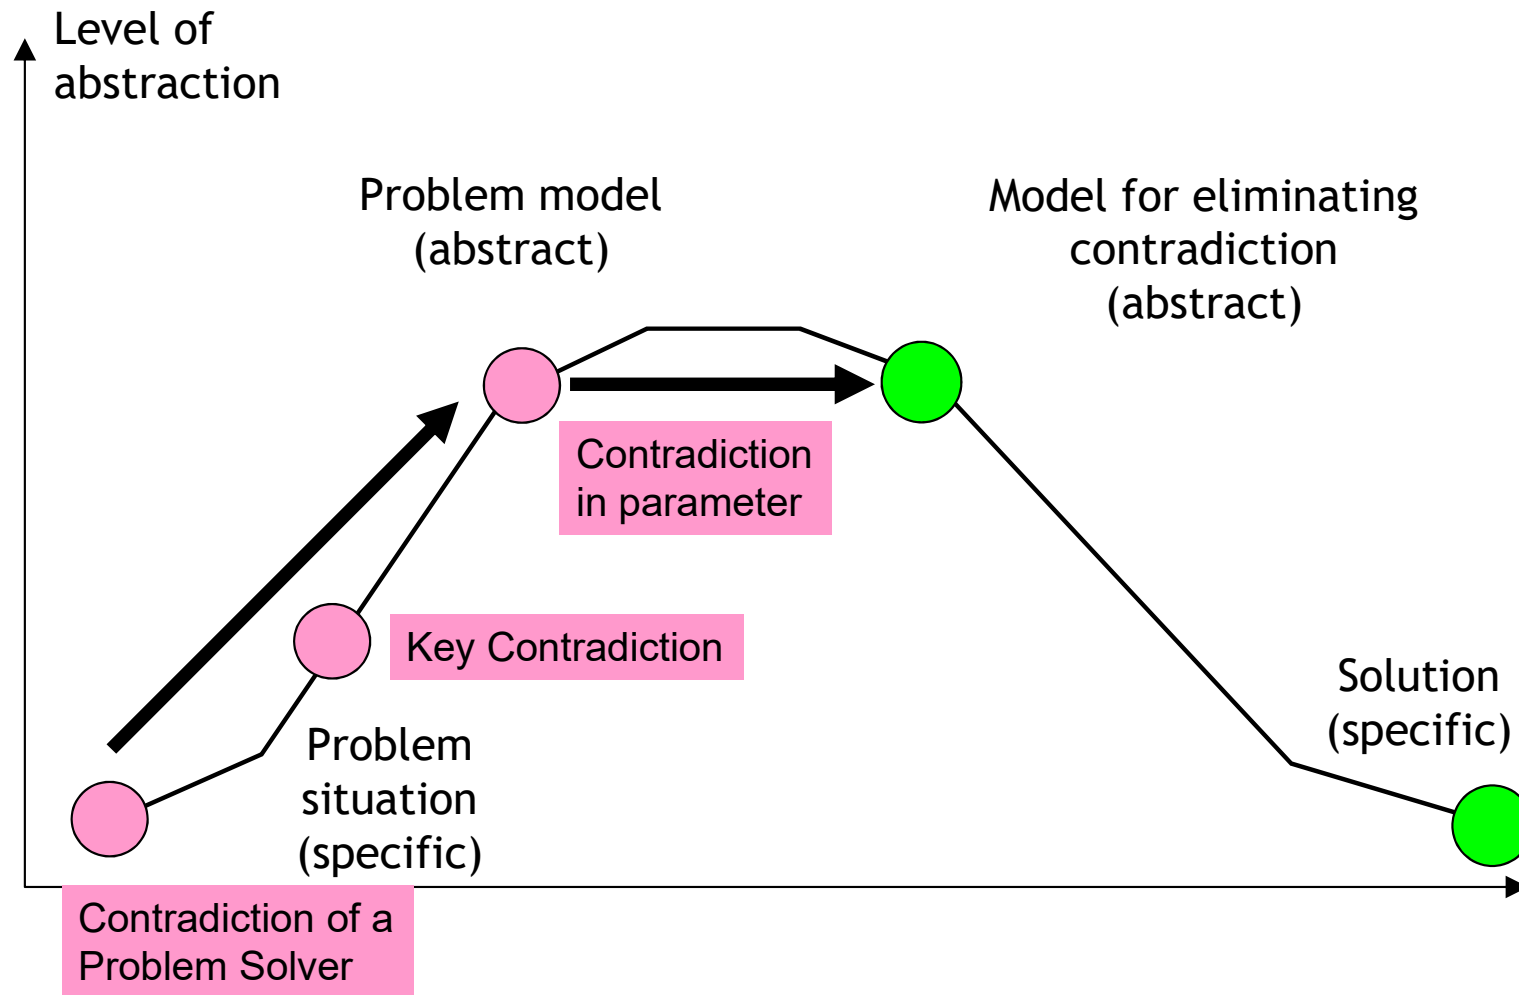 Level of
abstraction
Problem model
(abstract)
Model for eliminating
contradiction
(abstract)
Contradiction
in parameter
Key Contradiction
Problem
situation
(specific)
Solution
(specific)
Contradiction of a
Problem Solver